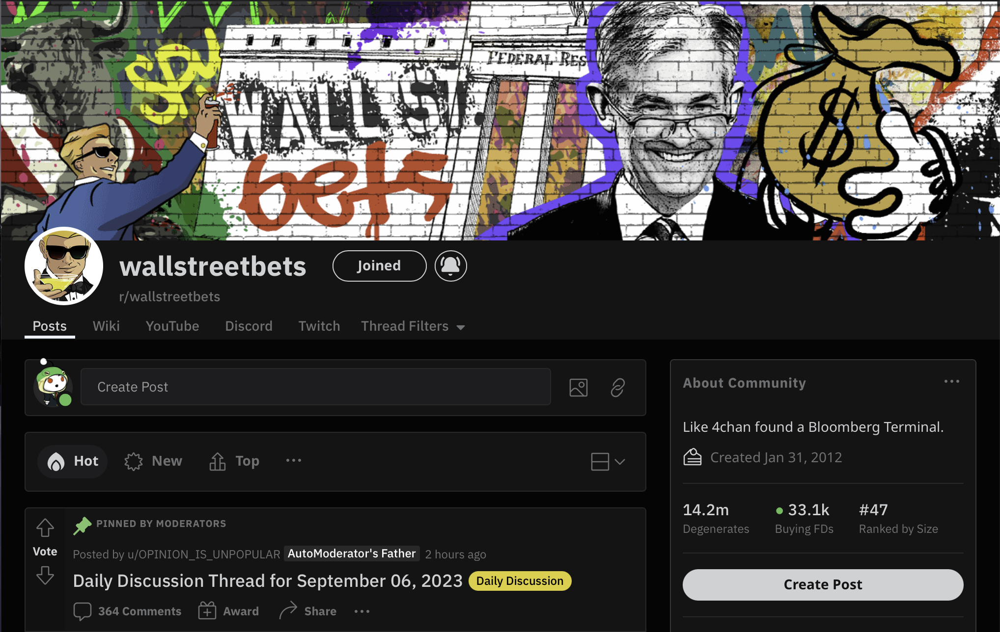 SPY
WALLST.
bets
FEDERAL RES
$
wallstreetbets
Joined
r/wallstreetbets
Posts
Wiki
YouTube
Discord
Twitch
Thread Filters
Create Post
Hot
New
Top
PINNED BY MODERATORS
Vote
Posted by u/OPINION_IS_UNPOPULAR AutoModerator's Father 2 hours ago
Daily Discussion Thread for September 06, 2023 Daily Discussion
364 Comments
Award
Share
About Community
Like 4chan found a Bloomberg Terminal.
Created Jan 31, 2012
14.2m 33.1k #47
Degenerates Buying FDs Ranked by Size
Create Post